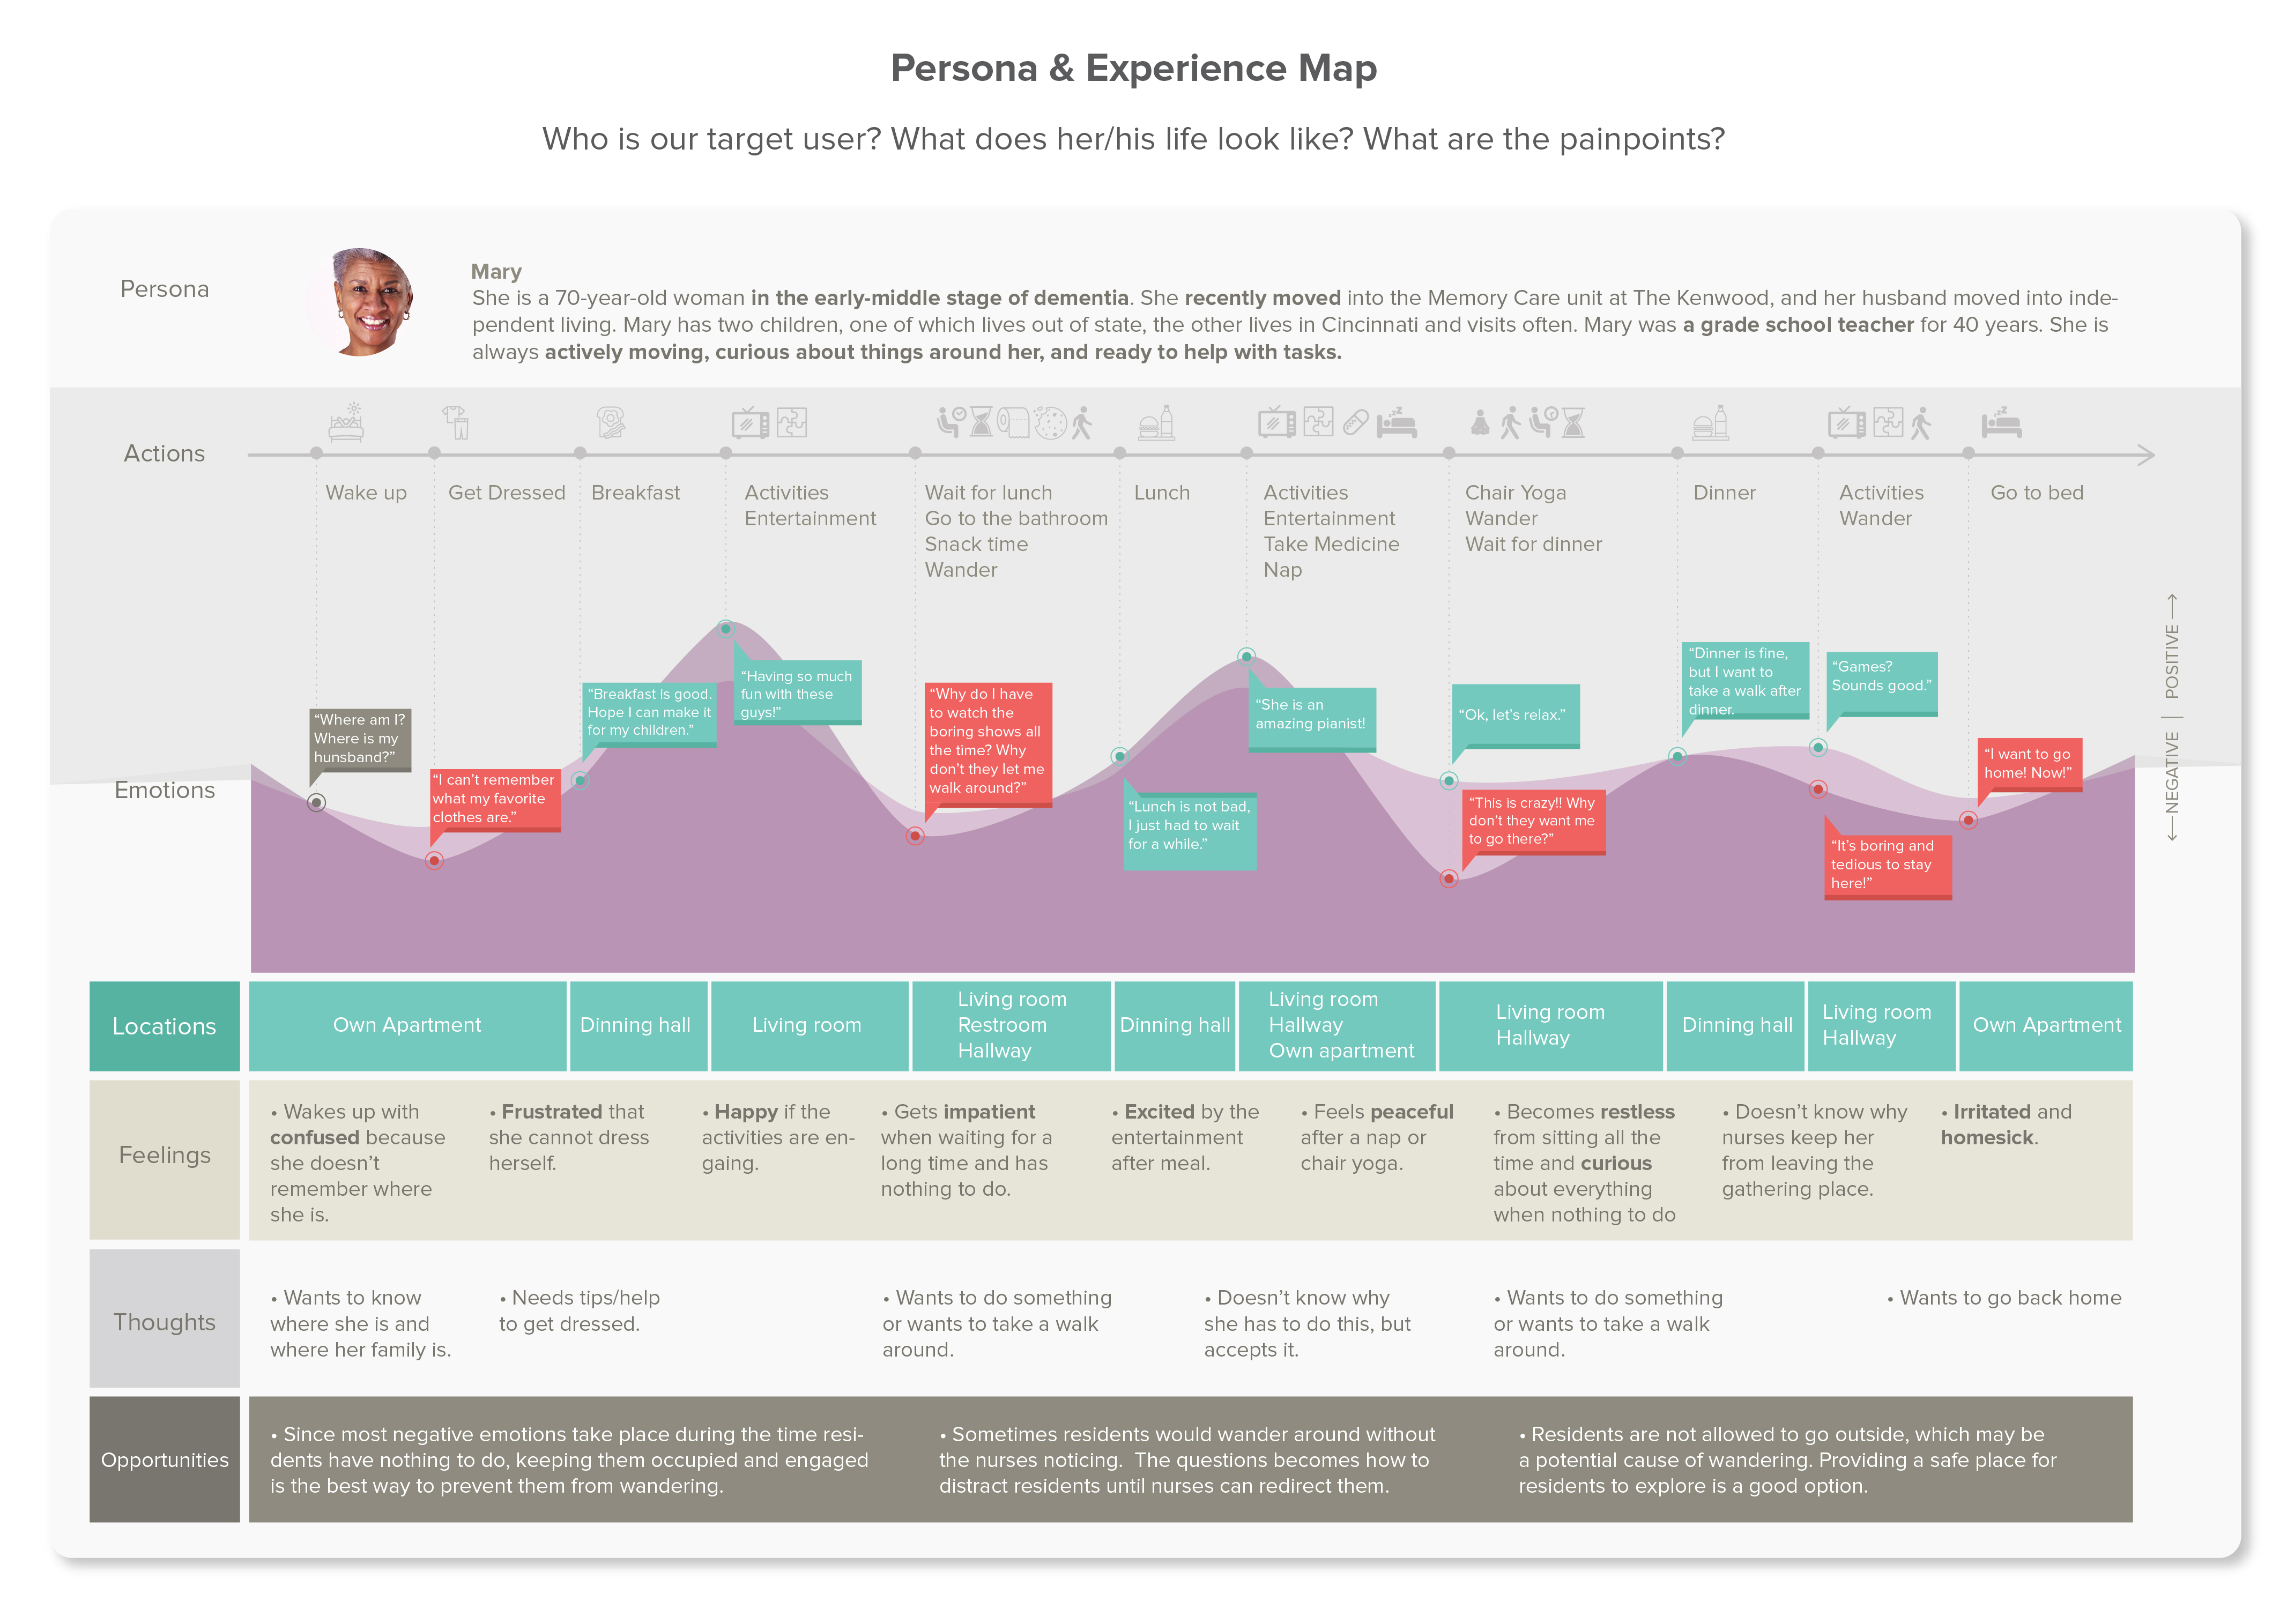 Persona & Experience Map
Who is our target user? What does her/his life look like? What are the painpoints?
Persona
Mary
She is a 70-year-old woman in the early-middle stage of dementia. She recently moved into the Memory Care unit at The Kenwood, and her husband moved into inde-
pendent living. Mary has two children, one of which lives out of state, the other lives in Cincinnati and visits often. Mary was a grade school teacher for 40 years. She is
always actively moving, curious about things around her, and ready to help with tasks.
Actions
Wake up
Get Dressed
Breakfast
Activities
Entertainment
Wait for lunch
Go to the bathroom
Snack time
Wander
Lunch
Activities
Entertainment
Take Medicine
Nap
Chair Yoga
Wander
Wait for dinner
Dinner
Activities
Wander
Go to bed
Emotions
“Where am I?
Where is my
hunsband?”
“I can’t remember
what my favorite
clothes are.”
“Breakfast is good.
Hope I can make it
for my children.”
“Having so much
fun with these
guys!”
“Why do I have
to watch the
boring shows all
the time? Why
don’t they let me
walk around?”
“Lunch is not bad,
I just had to wait
for a while.”
“She is an
amazing pianist!
“Ok, let’s relax.”
“This is crazy!! Why
don’t they want me
to go there?”
“Dinner is fine,
but I want to
take a walk after
dinner.
“Games?
Sounds good.”
“It’s boring and
tedious to stay
here!”
“I want to go
home! Now!”
NEGATIVE | POSITIVE
Locations
Own Apartment
Dinning hall
Living room
Living room
Restroom
Hallway
Dinning hall
Living room
Hallway
Own apartment
Living room
Hallway
Dinning hall
Living room
Hallway
Own Apartment
Feelings
• Wakes up with
confused because
she doesn’t
remember where
she is.
• Frustrated that
she cannot dress
herself.
• Happy if the
activities are en-
gaing.
• Gets impatient
when waiting for a
long time and has
nothing to do.
• Excited by the
entertainment
after meal.
• Feels peaceful
after a nap or
chair yoga.
• Becomes restless
from sitting all the
time and curious
about everything
when nothing to do
• Doesn’t know why
nurses keep her
from leaving the
gathering place.
• Irritated and
homesick.
Thoughts
• Wants to know
where she is and
where her family is.
• Needs tips/help
to get dressed.
• Wants to do something
or wants to take a walk
around.
• Doesn’t know why
she has to do this, but
accepts it.
• Wants to do something
or wants to take a walk
around.
• Wants to go back home
Opportunities
• Since most negative emotions take place during the time resi-
dents have nothing to do, keeping them occupied and engaged
is the best way to prevent them from wandering.
• Sometimes residents would wander around without
the nurses noticing. The questions becomes how to
distract residents until nurses can redirect them.
• Residents are not allowed to go outside, which may be
a potential cause of wandering. Providing a safe place for
residents to explore is a good option.